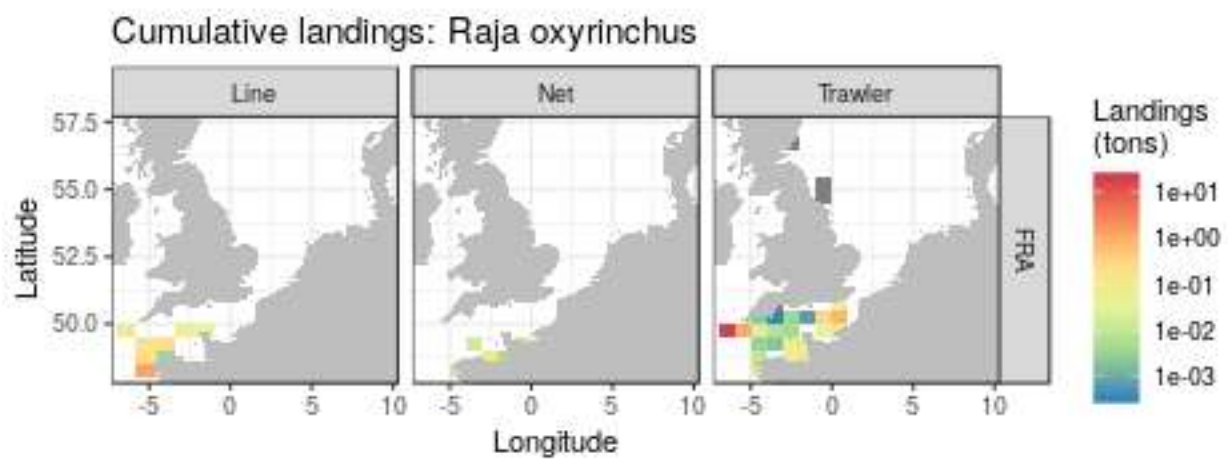 Cumulative landings: Raja oxyrinchus
Line Net Trawler
Landings
(tons)
57.5
55.0
52.5
50.0
Latitude
FRA
1e+01
1e+00
1e-01
1e-02
1e-03
-5 0 5 10 -5 0 5 10 -5 0 5 10
Longitude